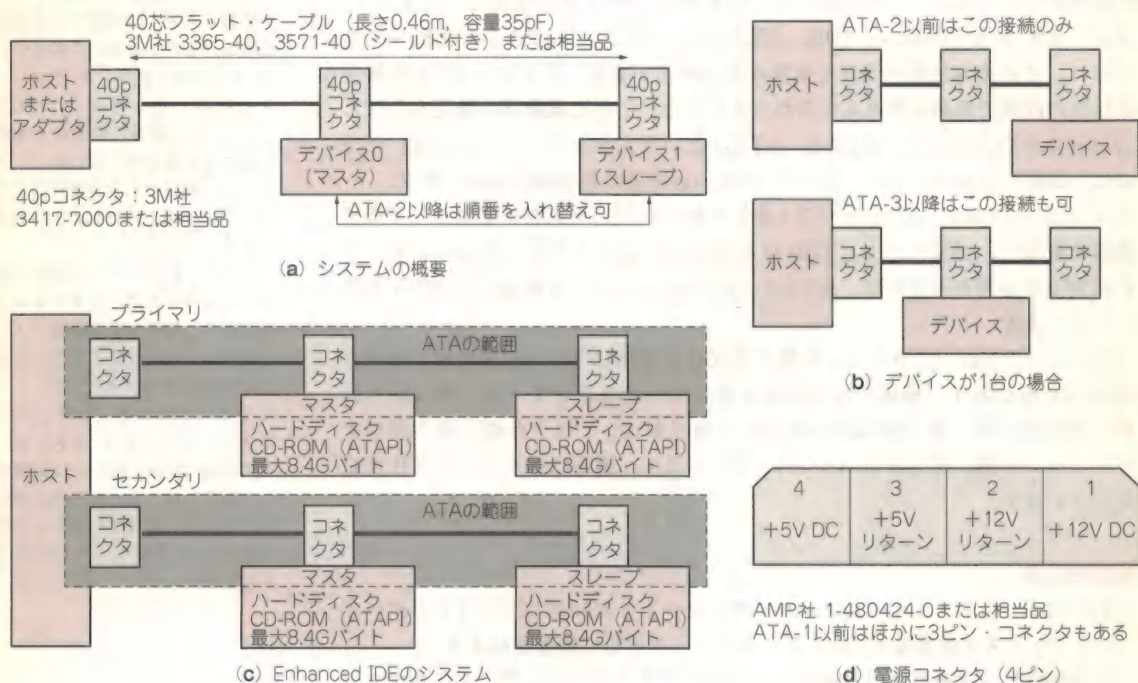 40芯フラット・ケーブル（長さ0.46m，容量35pF）
3M社 3365-40，3571-40（シールド付き）または相当品
ホスト
または
アダプタ
40p
コネ
クタ
40p
コネ
クタ
40p
コネ
クタ
デバイス0
（マスタ）
デバイス1
（スレーブ）
40pコネクタ：3M社
3417-7000または相当品
ATA-2以降は順番を入れ替え可
（a）システムの概要
ATA-2以前はこの接続のみ
ホスト
コネ
クタ
コネ
クタ
コネ
クタ
デバイス
ATA-3以降はこの接続も可
ホスト
コネ
クタ
コネ
クタ
コネ
クタ
デバイス
（b）デバイスが1台の場合
ホスト
プライマリ
ATAの範囲
コネ
クタ
コネ
クタ
コネ
クタ
マスタ
ハードディスク
CD-ROM（ATAPI）
最大8.4Gバイト
スレーブ
ハードディスク
CD-ROM（ATAPI）
最大8.4Gバイト
セカンダリ
ATAの範囲
コネ
クタ
コネ
クタ
コネ
クタ
マスタ
ハードディスク
CD-ROM（ATAPI）
最大8.4Gバイト
スレーブ
ハードディスク
CD-ROM（ATAPI）
最大8.4Gバイト
（c）Enhanced IDEのシステム
4
+5V DC
3
+5V
リターン
2
+12V
リターン
1
+12V DC
AMP社 1-480424-0または相当品
ATA-1以前はほかに3ピン・コネクタもある
（d）電源コネクタ（4ピン）